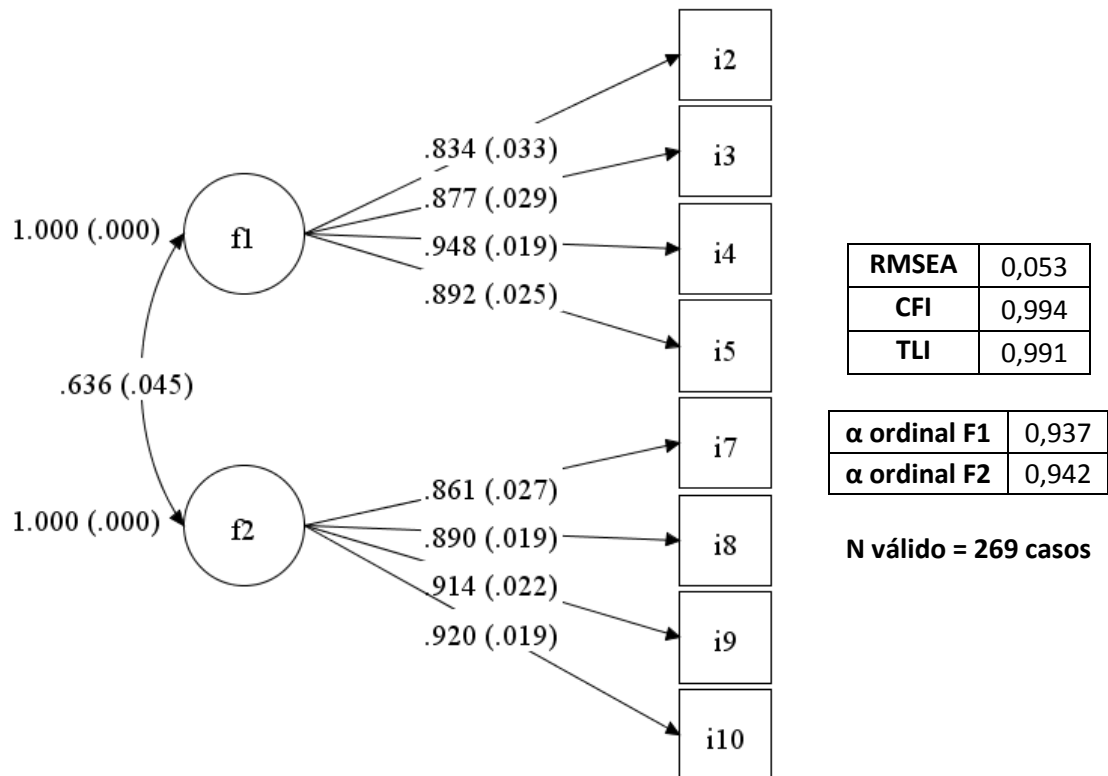 i2
.834 (.033)
i3
.877 (.029)
1.000 (.000)
f1
.948 (.019)
i4
.892 (.025)
i5
.636 (.045)
i7
.861 (.027)
1.000 (.000)
f2
.890 (.019)
i8
.914 (.022)
i9
.920 (.019)
i10
RMSEA 0,053
CFI 0,994
TLI 0,991
α ordinal F1 0,937
α ordinal F2 0,942
N válido = 269 casos